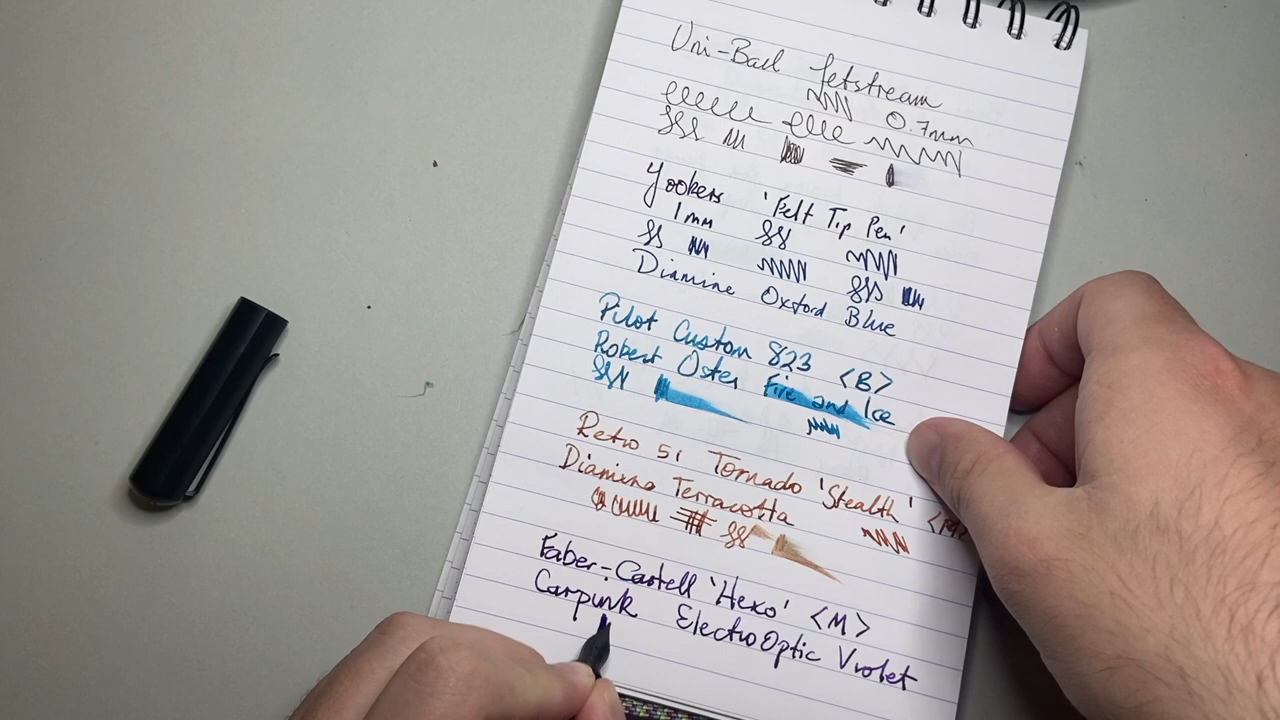 Uni-Ball Jetstream
0.7mm
Yookers 'Felt Tip Pen'
1mm
Diamine Oxford Blue
Pilot Custom 823 <B>
Robert Oster Fire and Ice
Retro 51 Tornado 'Stealth' <M>
Diamine Terracotta
Faber-Castell 'Hexo' <M>
Carpink ElectroOptic Violet